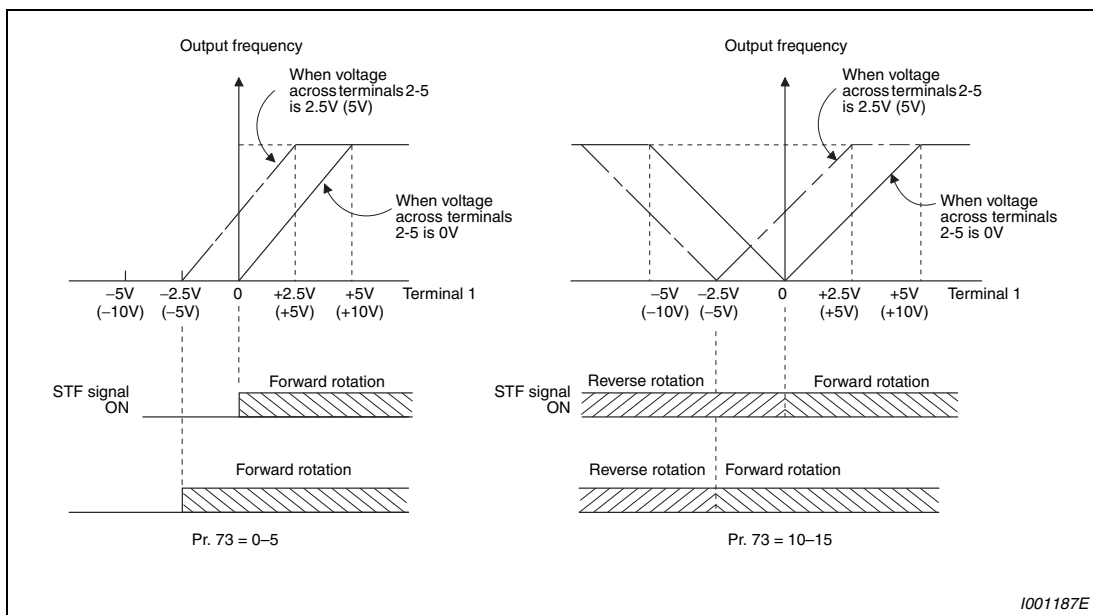 Output frequency
When voltage
across terminals 2-5
is 2.5V (5V)
When voltage
across terminals
2-5 is 0V
–5V
(–10V)
–2.5V
(–5V)
0
+2.5V
(+5V)
+5V
(+10V)
Terminal 1
STF signal
ON
Forward rotation
Forward rotation
Pr. 73 = 0–5
Output frequency
When voltage
across terminals 2-5
is 2.5V (5V)
When voltage
across terminals
2-5 is 0V
–5V
(–10V)
–2.5V
(–5V)
0
+2.5V
(+5V)
+5V
(+10V)
Terminal 1
STF signal
ON
Reverse rotation
Forward rotation
Reverse rotation
Forward rotation
Pr. 73 = 10–15
I001187E